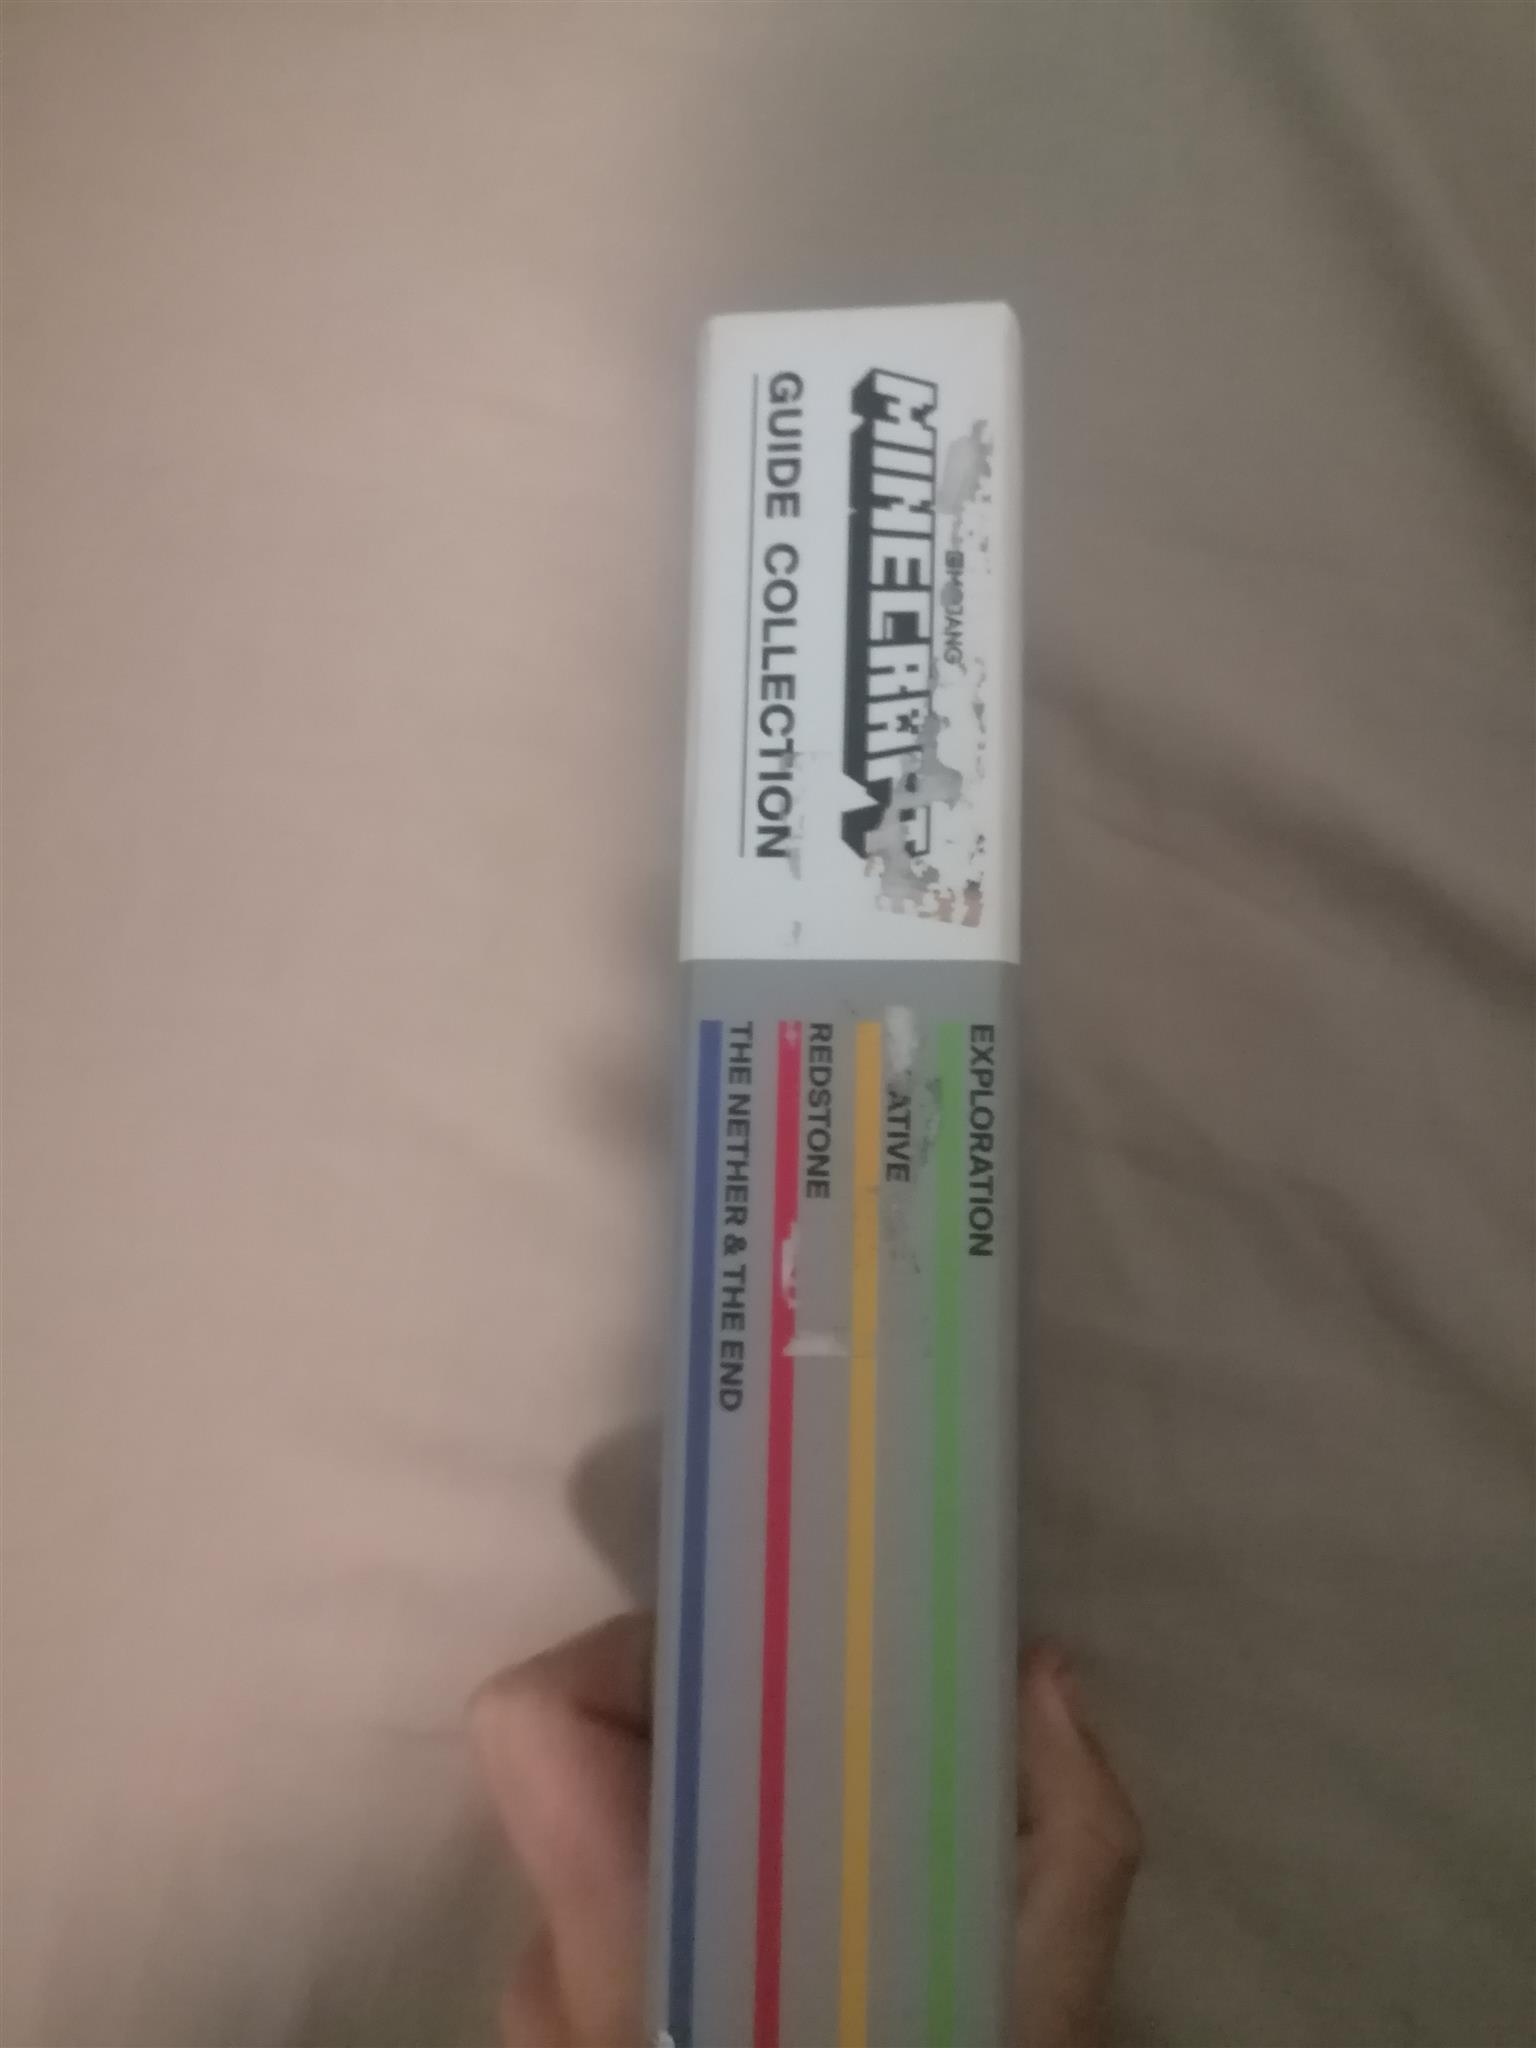 MOJANG
MINECRAFT
GUIDE COLLECTION
EXPLORATION
ATIVE
REDSTONE
THE NETHER & THE END